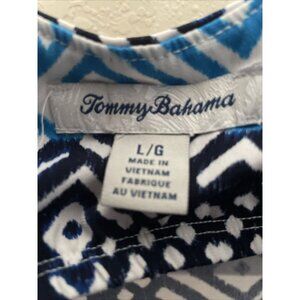 Tommy Bahama
L/G
MADE IN
VIETNAM
FABRIQUE
AU VIETNAM